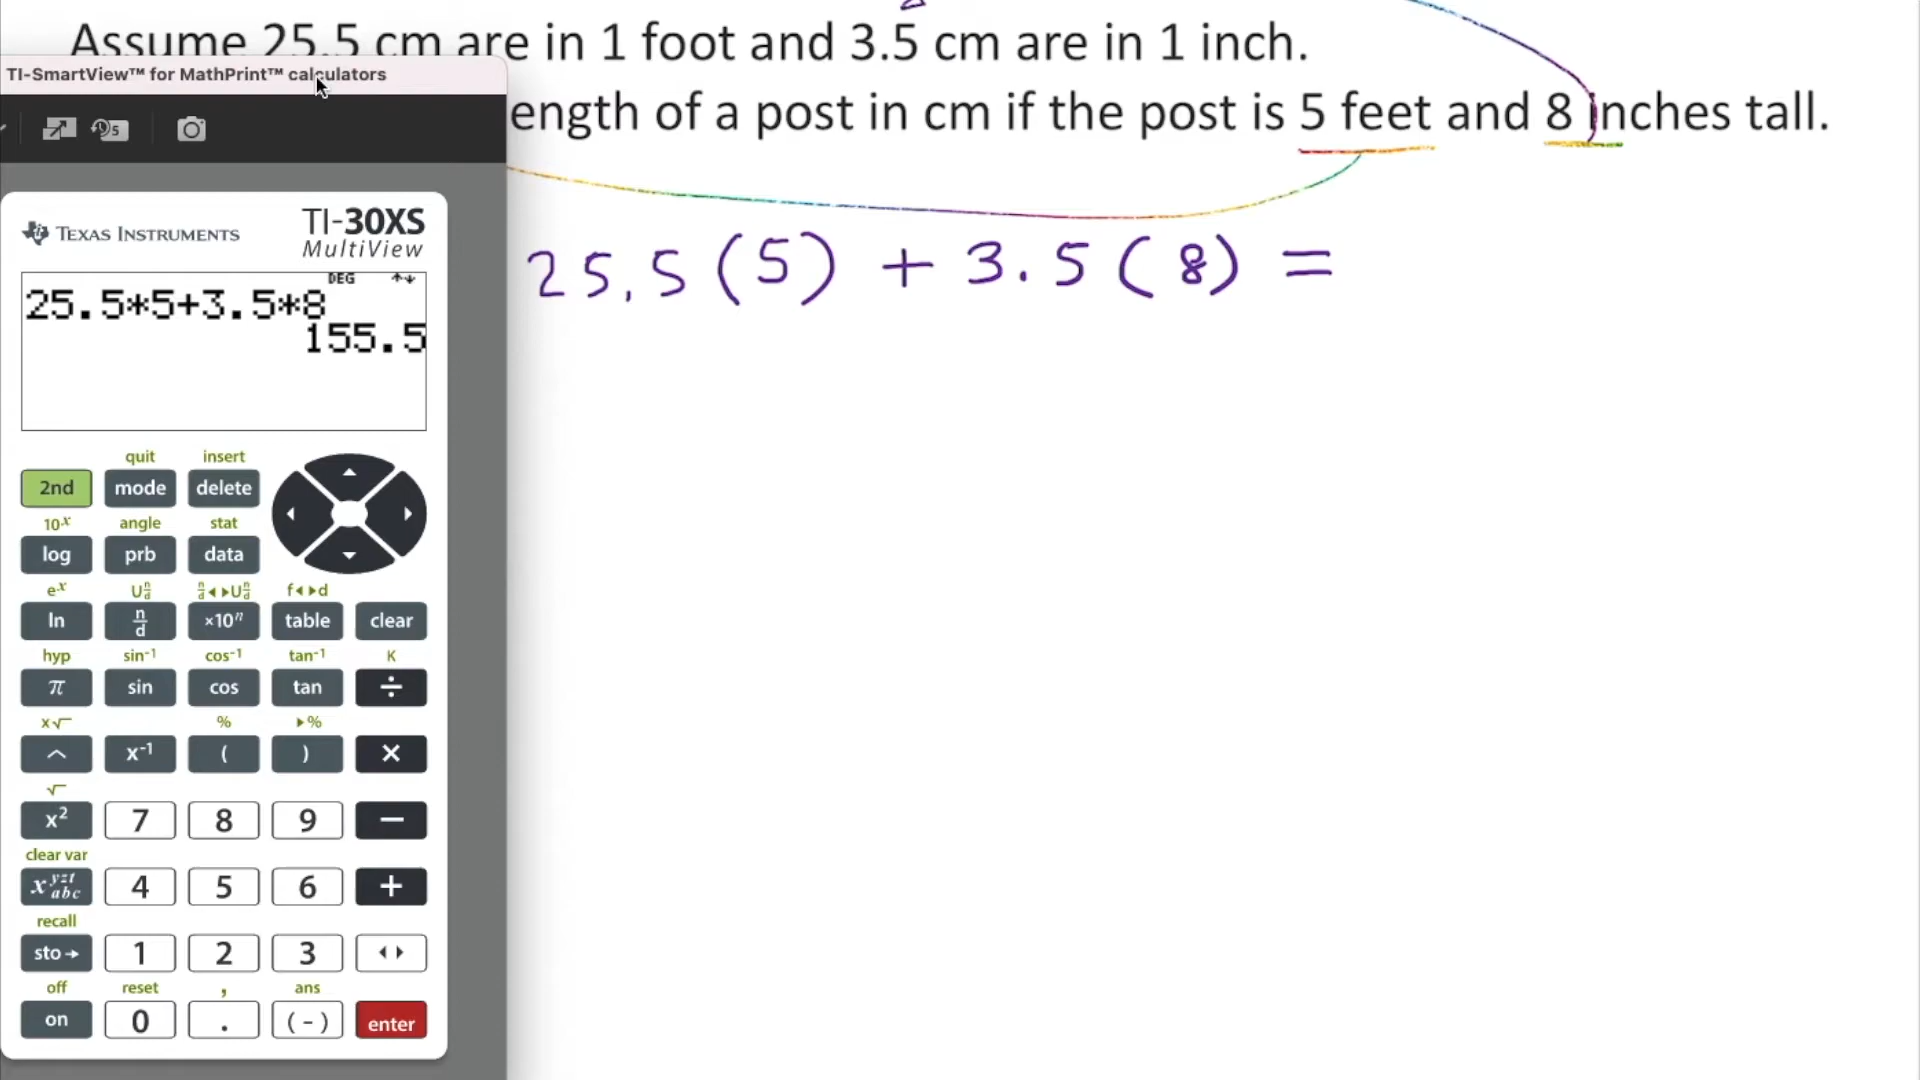 Assume 25.5 cm are in 1 foot and 3.5 cm are in 1 inch.
TI-SmartView™ for MathPrint™ calculators
ength of a post in cm if the post is 5 feet and 8 inches tall.
5
25.5(5) + 3.5(8) =
TEXAS INSTRUMENTS
TI-30XS
MultiView
DEG
25.5*5+3.5*8
155.5
quit insert
2nd mode delete
10ˣ angle stat
log prb data
eˣ U n/d n/d ◂▸ U n/d f◂▸d
ln n/d ×10ⁿ table clear
hyp sin⁻¹ cos⁻¹ tan⁻¹ K
π sin cos tan ÷
ˣ√ % ▸%
^ x⁻¹ ( ) ×
√
x² 7 8 9 −
clear var
x yzt abc 4 5 6 +
recall
sto→ 1 2 3 ◂▸
off reset , ans
on 0 . (-) enter